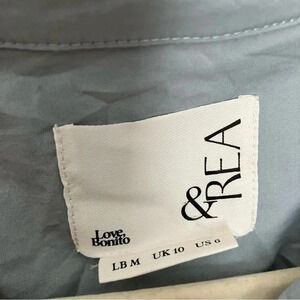 &REA
Love,
Bonito
LB M UK 10 US 6